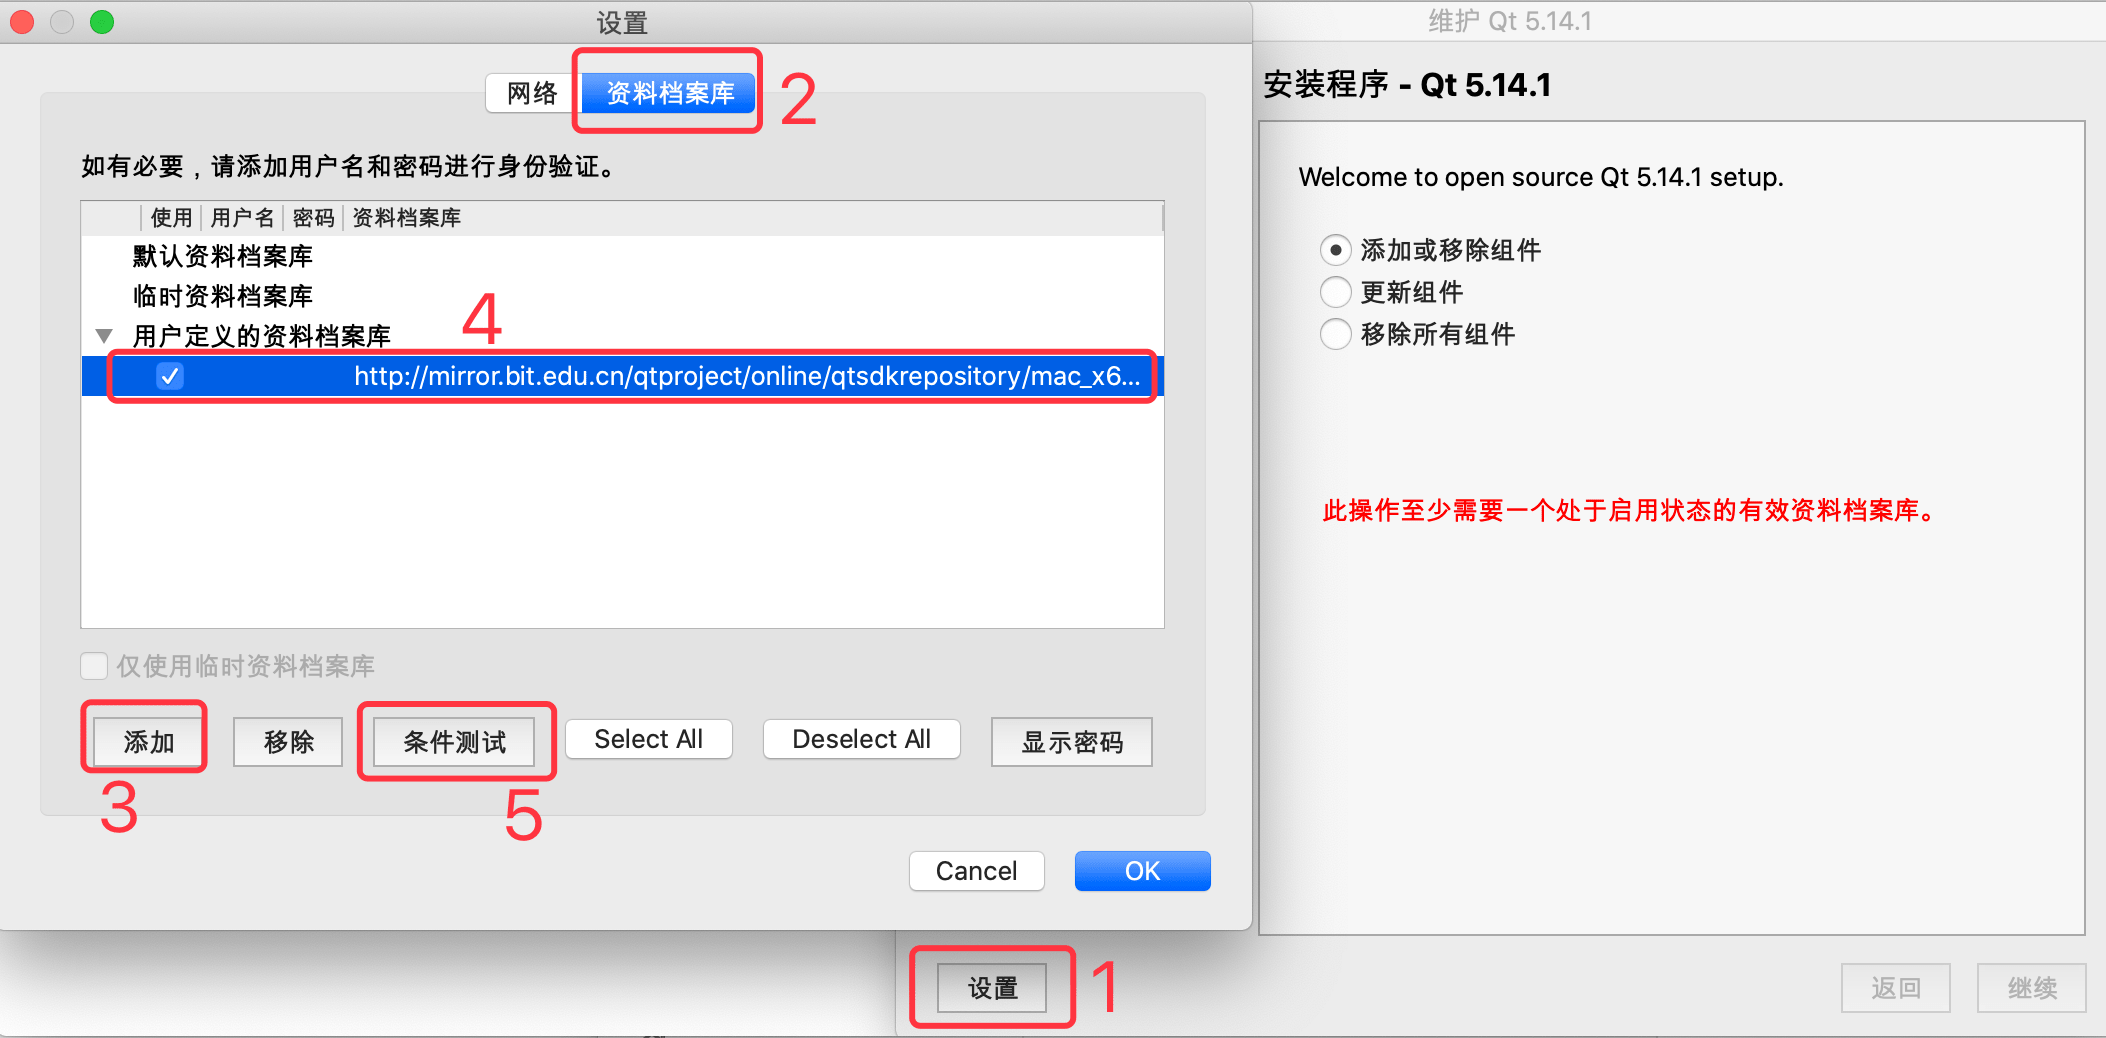 设置
网络
资料档案库
2
如有必要，请添加用户名和密码进行身份验证。
使用 用户名 密码 资料档案库
默认资料档案库
临时资料档案库
用户定义的资料档案库
4
http://mirror.bit.edu.cn/qtproject/online/qtsdkrepository/mac_x6...
仅使用临时资料档案库
添加 移除 条件测试 Select All Deselect All 显示密码
3
5
Cancel OK
维护 Qt 5.14.1
安装程序 - Qt 5.14.1
Welcome to open source Qt 5.14.1 setup.
添加或移除组件
更新组件
移除所有组件
此操作至少需要一个处于启用状态的有效资料档案库。
设置
1
返回 继续